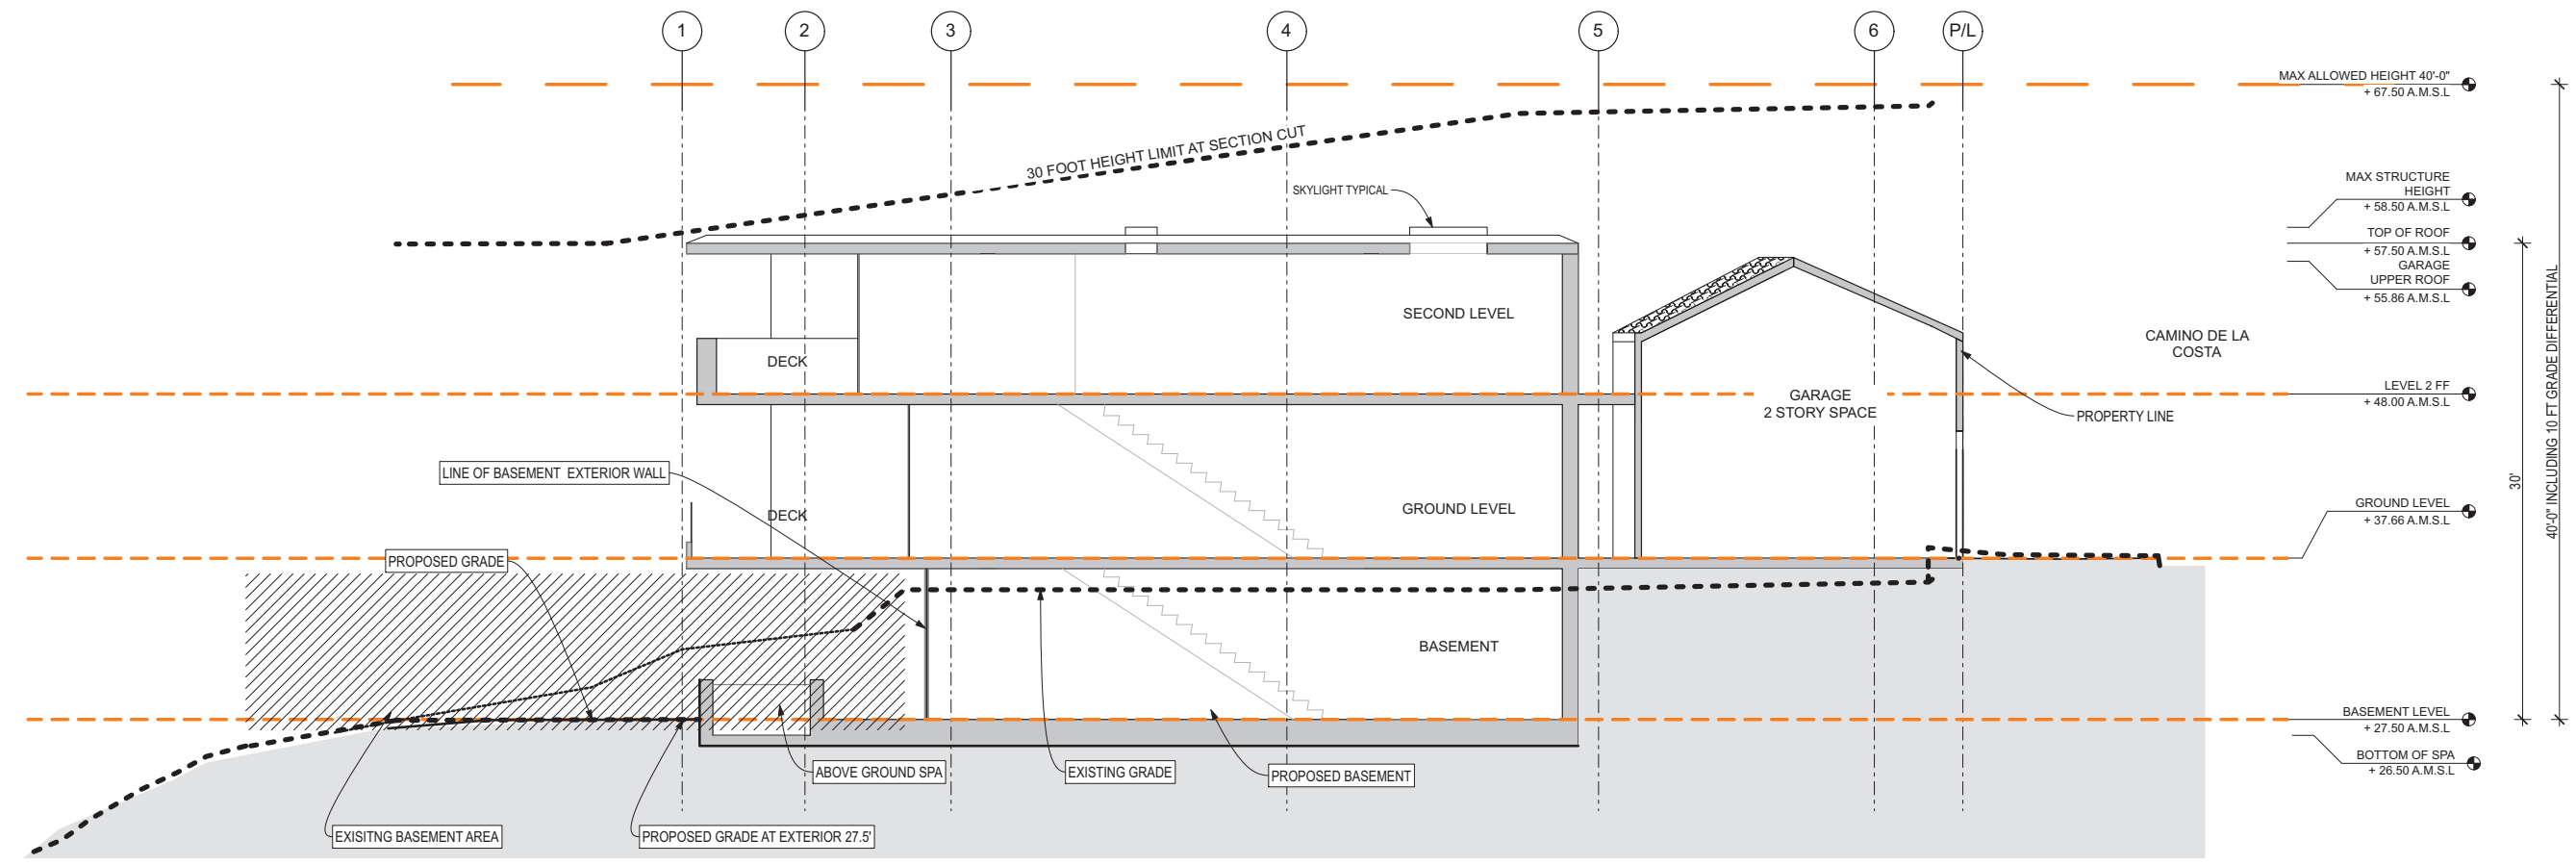 1
2
3
4
5
6
P/L
MAX ALLOWED HEIGHT 40'-0"
+ 67.50 A.M.S.L
30 FOOT HEIGHT LIMIT AT SECTION CUT
SKYLIGHT TYPICAL
MAX STRUCTURE
HEIGHT
+ 58.50 A.M.S.L
TOP OF ROOF
+ 57.50 A.M.S.L
GARAGE
UPPER ROOF
+ 55.86 A.M.S.L
SECOND LEVEL
DECK
CAMINO DE LA
COSTA
GARAGE
2 STORY SPACE
LEVEL 2 FF
+ 48.00 A.M.S.L
PROPERTY LINE
LINE OF BASEMENT EXTERIOR WALL
30'
40'-0" INCLUDING 10 FT GRADE DIFFERENTIAL
DECK
GROUND LEVEL
GROUND LEVEL
+ 37.66 A.M.S.L
PROPOSED GRADE
BASEMENT
BASEMENT LEVEL
+ 27.50 A.M.S.L
BOTTOM OF SPA
+ 26.50 A.M.S.L
ABOVE GROUND SPA
EXISTING GRADE
PROPOSED BASEMENT
EXISITNG BASEMENT AREA
PROPOSED GRADE AT EXTERIOR 27.5'